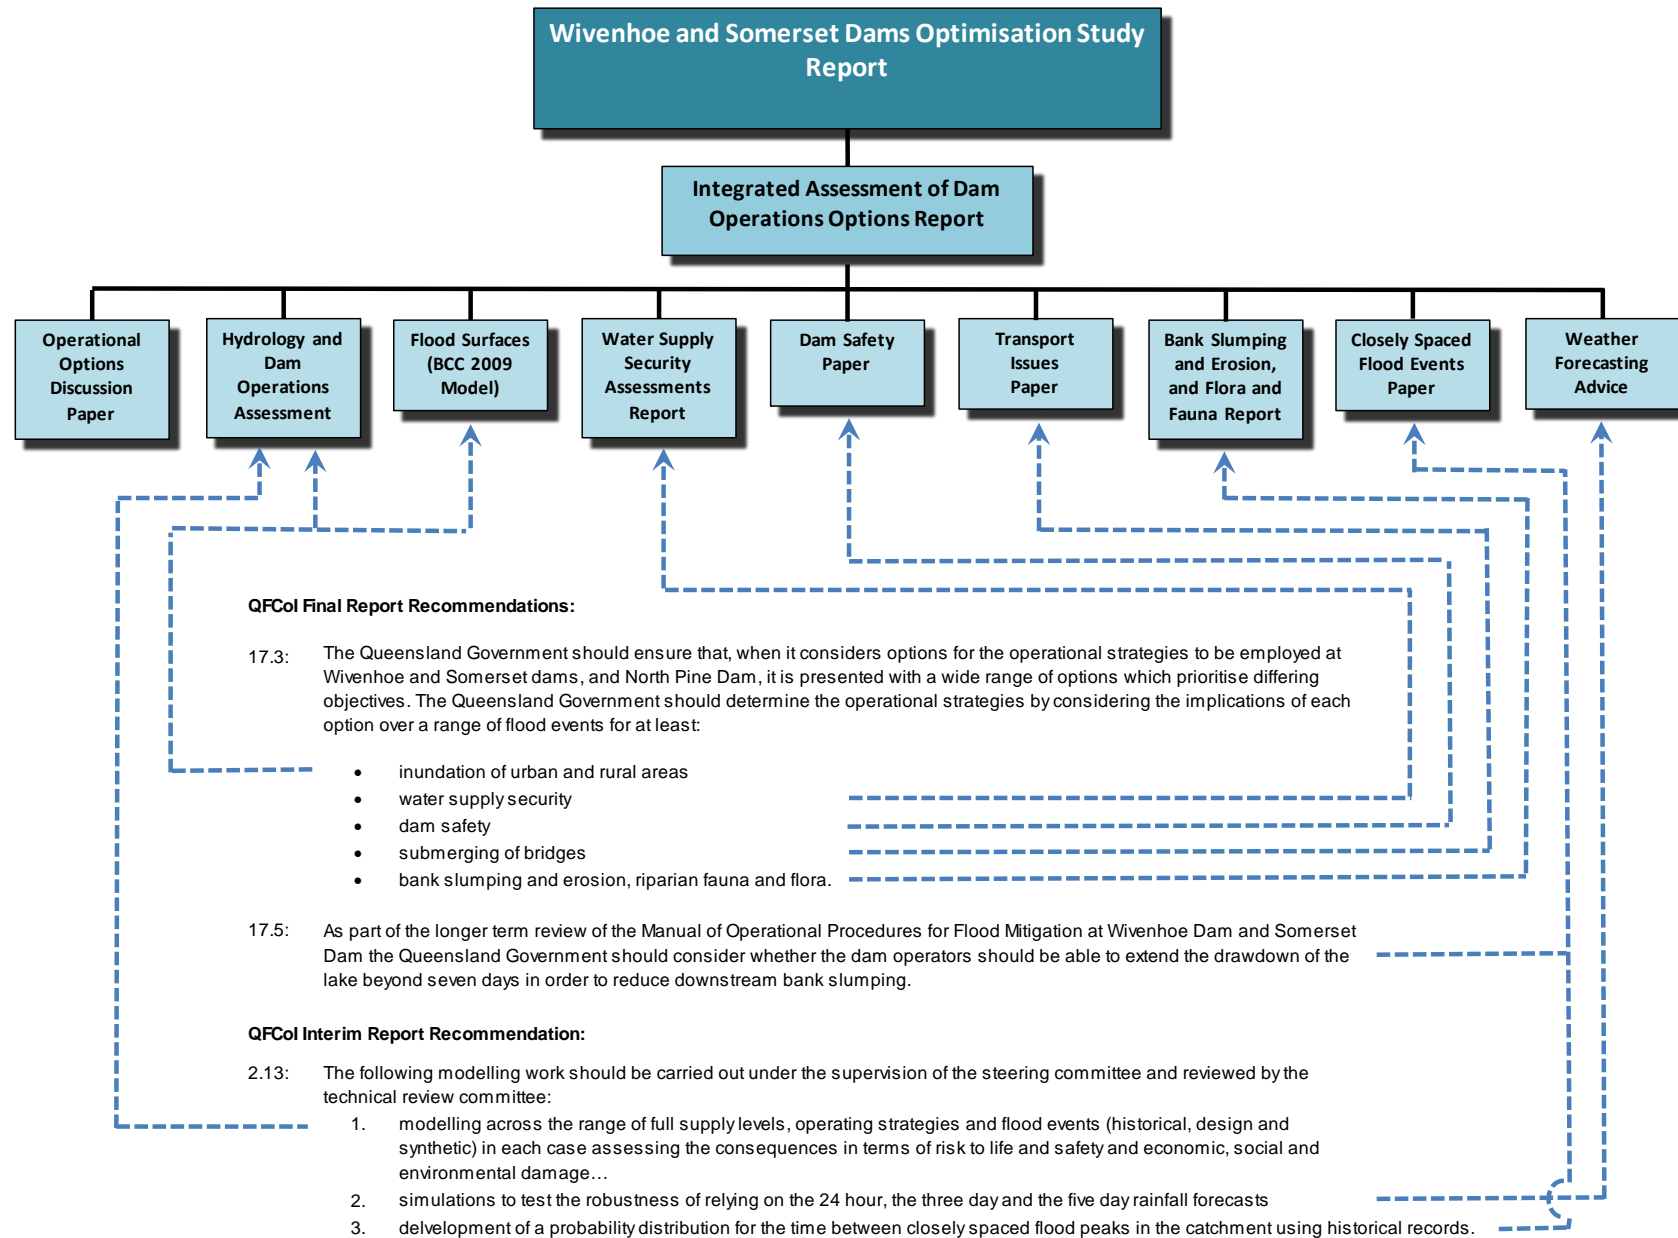 Wivenhoe and Somerset Dams Optimisation Study
Report
Integrated Assessment of Dam
Operations Options Report
Operational
Options
Discussion
Paper
Hydrology and
Dam
Operations
Assessment
Flood Surfaces
(BCC 2009
Model)
Water Supply
Security
Assessments
Report
Dam Safety
Paper
Transport
Issues
Paper
Bank Slumping
and Erosion,
and Flora and
Fauna Report
Closely Spaced
Flood Events
Paper
Weather
Forecasting
Advice
QFCoI Final Report Recommendations:
17.3: The Queensland Government should ensure that, when it considers options for the operational strategies to be employed at
Wivenhoe and Somerset dams, and North Pine Dam, it is presented with a wide range of options which prioritise differing
objectives. The Queensland Government should determine the operational strategies by considering the implications of each
option over a range of flood events for at least:
• inundation of urban and rural areas
• water supply security
• dam safety
• submerging of bridges
• bank slumping and erosion, riparian fauna and flora.
17.5: As part of the longer term review of the Manual of Operational Procedures for Flood Mitigation at Wivenhoe Dam and Somerset
Dam the Queensland Government should consider whether the dam operators should be able to extend the drawdown of the
lake beyond seven days in order to reduce downstream bank slumping.
QFCoI Interim Report Recommendation:
2.13: The following modelling work should be carried out under the supervision of the steering committee and reviewed by the
technical review committee:
1. modelling across the range of full supply levels, operating strategies and flood events (historical, design and
synthetic) in each case assessing the consequences in terms of risk to life and safety and economic, social and
environmental damage…
2. simulations to test the robustness of relying on the 24 hour, the three day and the five day rainfall forecasts
3. delvelopment of a probability distribution for the time between closely spaced flood peaks in the catchment using historical records.